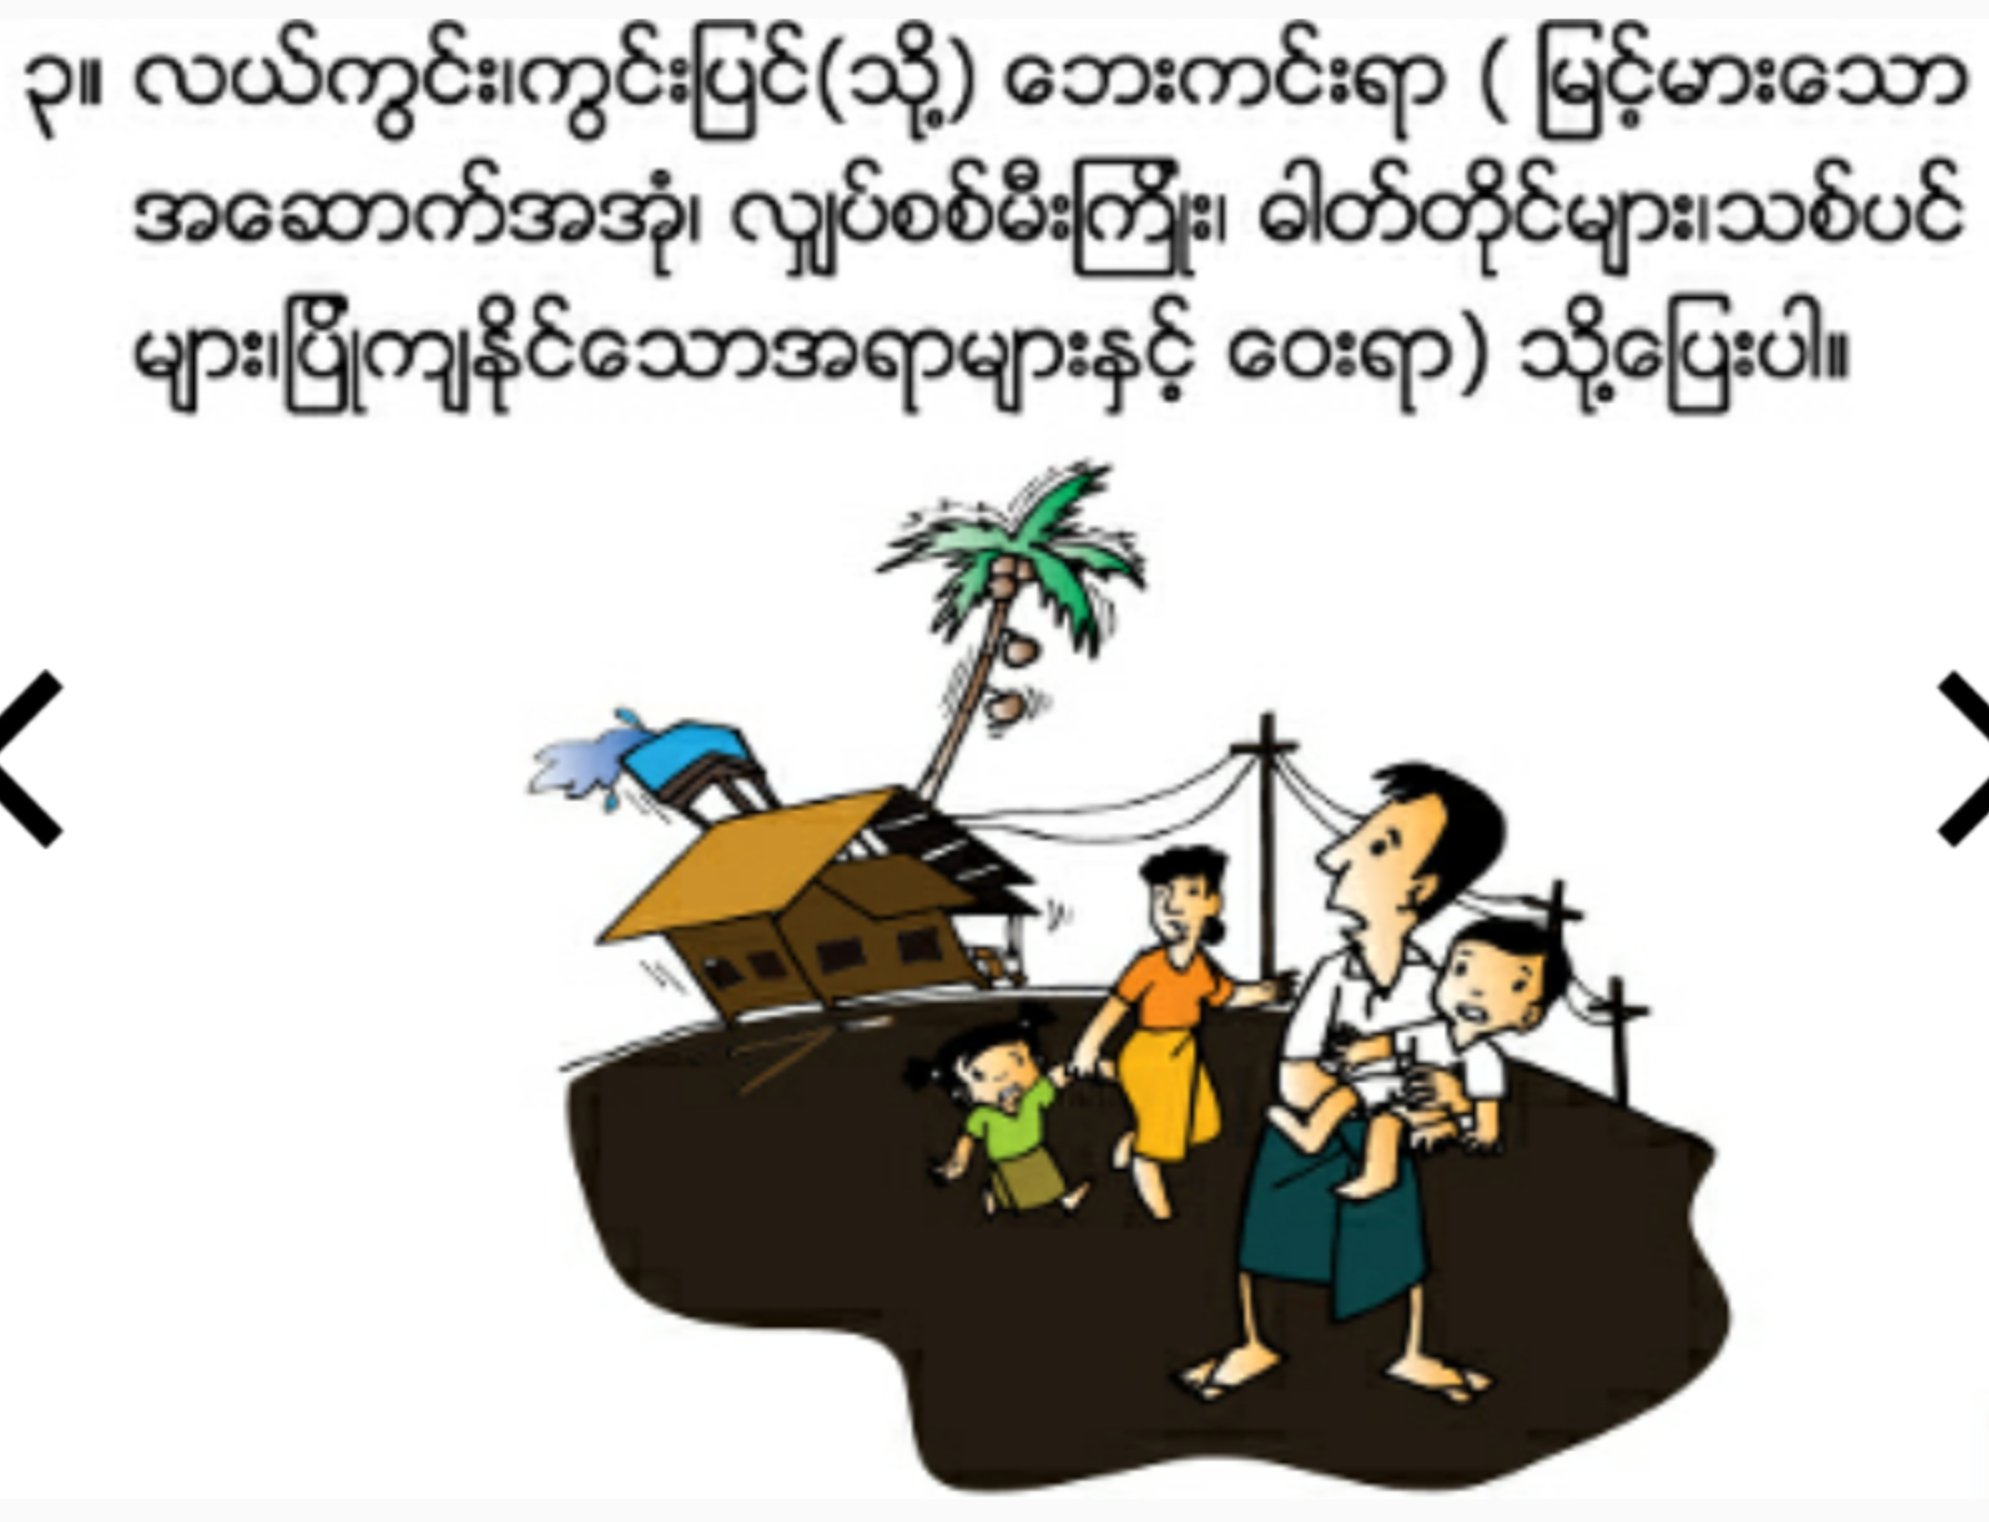 ၃။ လယ်ကွင်း၊ကွင်းပြင်(သို့) ဘေးကင်းရာ ( မြင့်မားသော
အဆောက်အအုံ၊ လျှပ်စစ်မီးကြိုး၊ ဓါတ်တိုင်များ၊သစ်ပင်
များ၊ပြိုကျနိုင်သောအရာများနှင့် ဝေးရာ) သို့ပြေးပါ။